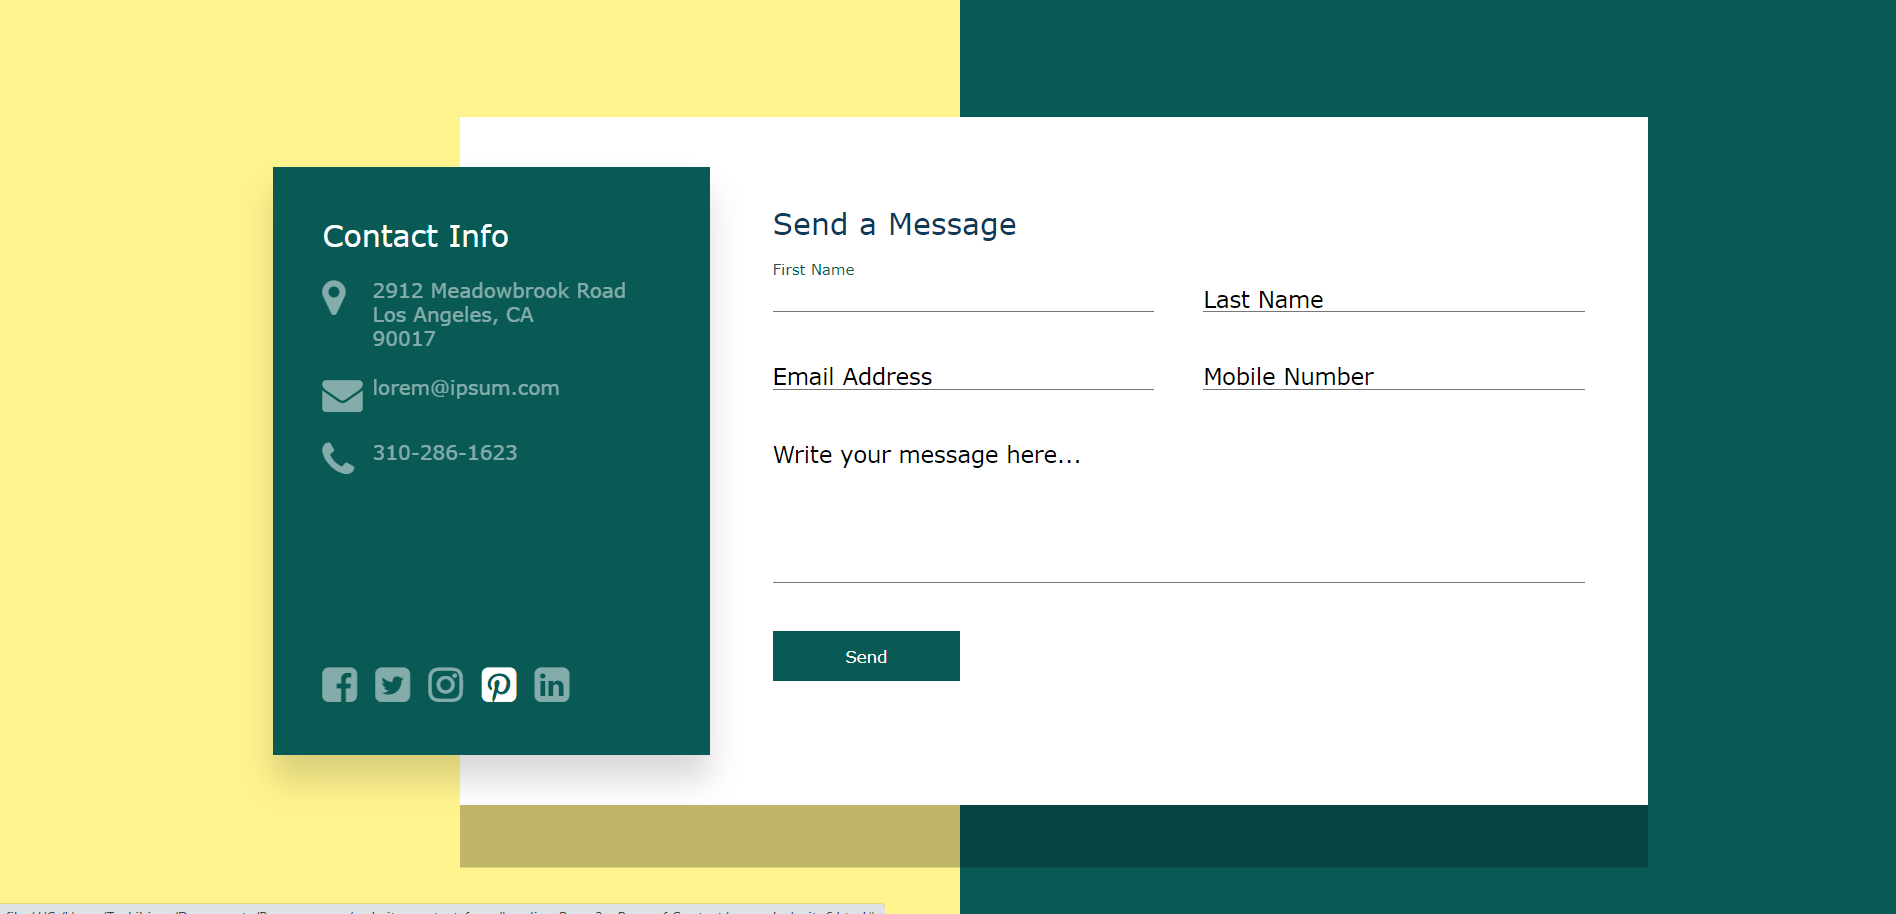 Contact Info
2912 Meadowbrook Road
Los Angeles, CA
90017
lorem@ipsum.com
310-286-1623
Send a Message
First Name
Last Name
Email Address
Mobile Number
Write your message here...
Send